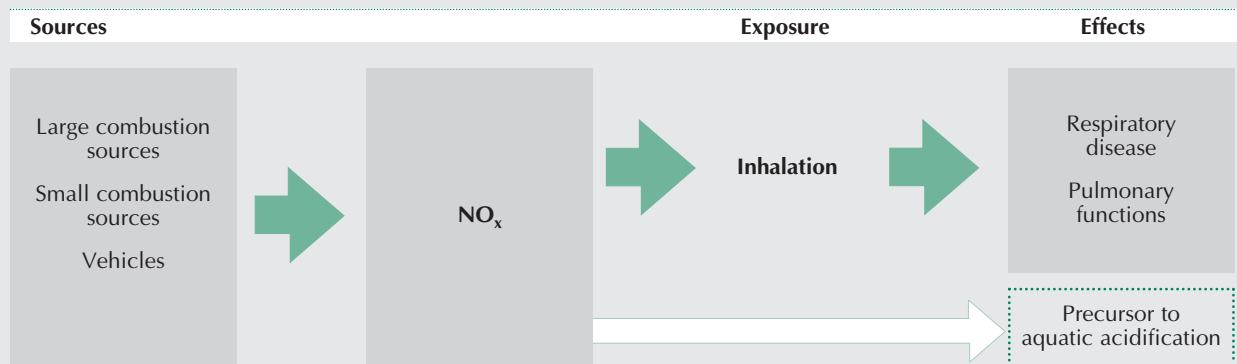 Sources Exposure Effects
Large combustion
sources
Small combustion
sources
Vehicles
NOx
Inhalation
Respiratory
disease
Pulmonary
functions
Precursor to
aquatic acidification